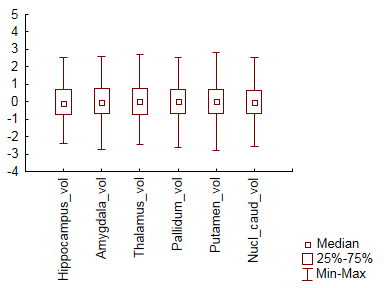 5
4
3
2
1
0
-1
-2
-3
-4
Hippocampus_vol
Amygdala_vol
Thalamus_vol
Pallidum_vol
Putamen_vol
Nucl_caud_vol
Median
25%-75%
Min-Max